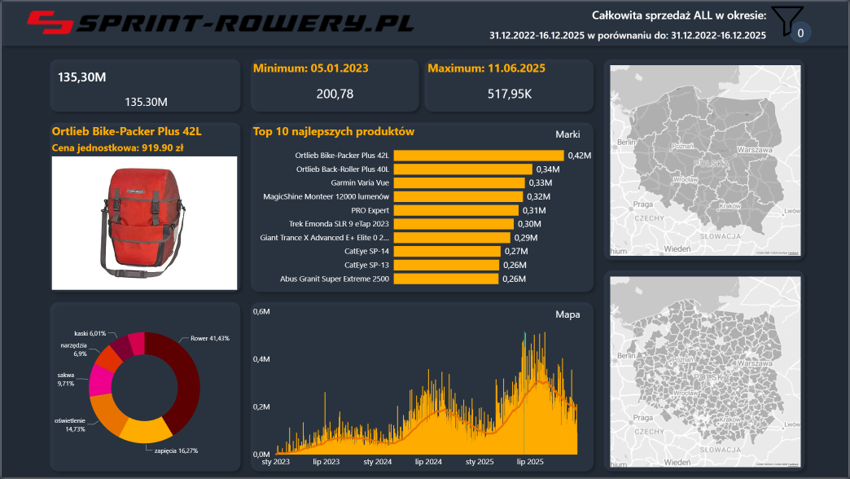 SPRINT-ROWERY.PL
Całkowita sprzedaż ALL w okresie:
31.12.2022-16.12.2025 w porównaniu do: 31.12.2022-16.12.2025
0
135,30M
135.30M
Minimum: 05.01.2023
200,78
Maximum: 11.06.2025
517,95K
Ortlieb Bike-Packer Plus 42L
Cena jednostkowa: 919.90 zł
Top 10 najlepszych produktów
Marki
Ortlieb Bike-Packer Plus 42L 0,42M
Ortlieb Back-Roller Plus 40L 0,34M
Garmin Varia Vue 0,33M
MagicShine Monteer 12000 lumenów 0,32M
PRO Expert 0,31M
Trek Emonda SLR 9 eTap 2023 0,30M
Giant Trance X Advanced E+ Elite 0 2... 0,29M
CatEye SP-14 0,27M
CatEye SP-13 0,26M
Abus Granit Super Extreme 2500 0,26M
kaski 6,01%
narzędzia
6,9%
sakwa
9,71%
oświetlenie
14,73%
zapięcia 16,27%
Rower 41,43%
Mapa
0,6M
0,4M
0,2M
0,0M
sty 2023
lip 2023
sty 2024
lip 2024
sty 2025
lip 2025
Berlin
Poznań
Warszawa
Wrocław
Kraków
Praga
CZECHY
Lwów
SŁOWACJA
Wiedeń
Berlin
Warszawa
Kraków
Praga
CZECHY
Lwów
SŁOWACJA
Wiedeń